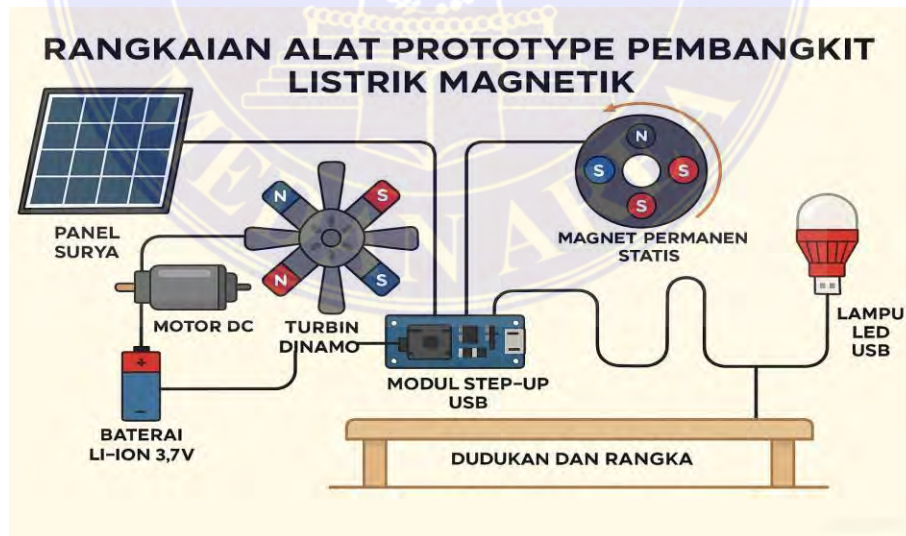 RANGKAIAN ALAT PROTOTYPE PEMBANGKIT
LISTRIK MAGNETIK
PANEL
SURYA
MOTOR DC
BATERAI
LI-ION 3,7V
+
-
N
S
N
S
TURBIN
DINAMO
MODUL STEP-UP
USB
N
S
S
S
MAGNET PERMANEN
STATIS
LAMPU
LED
USB
DUDUKAN DAN RANGKA